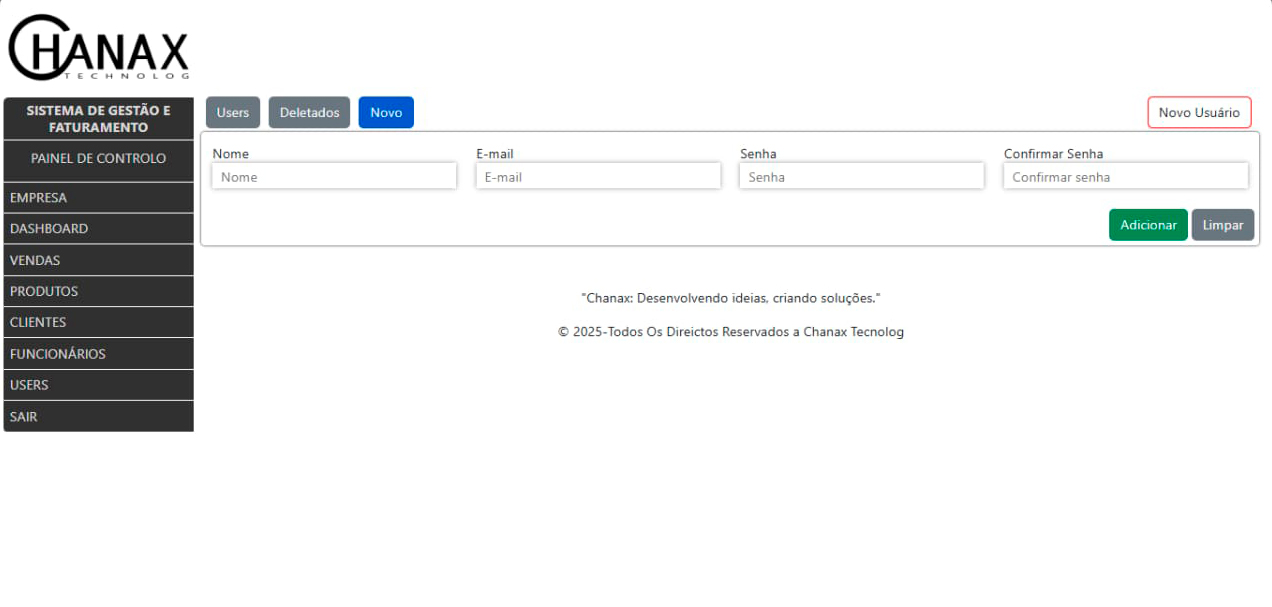 CHANAX
TECHNOLOG
SISTEMA DE GESTÃO E
FATURAMENTO
PAINEL DE CONTROLO
EMPRESA
DASHBOARD
VENDAS
PRODUTOS
CLIENTES
FUNCIONÁRIOS
USERS
SAIR
Users Deletados Novo Novo Usuário
Nome E-mail Senha Confirmar Senha
Nome E-mail Senha Confirmar senha
Adicionar Limpar
"Chanax: Desenvolvendo ideias, criando soluções."
© 2025-Todos Os Direictos Reservados a Chanax Tecnolog